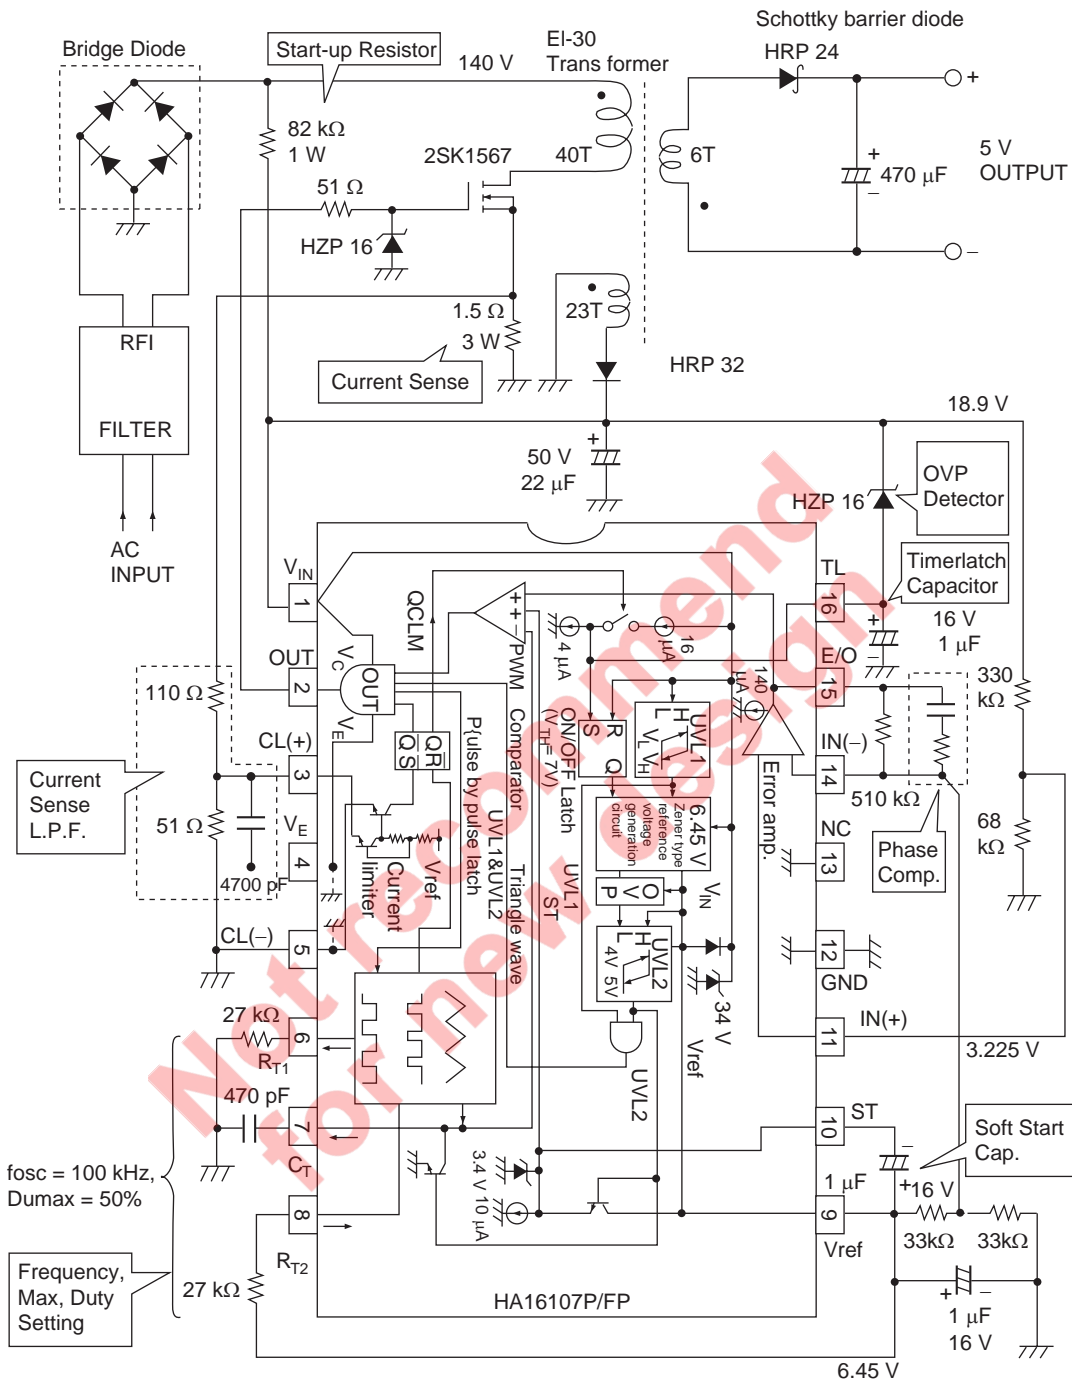 Schottky barrier diode
HRP 24
Bridge Diode
Start-up Resistor
140 V
EI-30
Trans former
82 kΩ
1 W
2SK1567
40T
6T
+
470 μF
−
+
5 V
OUTPUT
−
51 Ω
HZP 16
1.5 Ω
3 W
23T
Current Sense
HRP 32
RFI
FILTER
AC
INPUT
18.9 V
+
50 V
22 μF
HZP 16
OVP
Detector
Timerlatch
Capacitor
16 V
1 μF
+
−
VIN
1
OUT
2
CL(+)
3
VE
4
CL(−)
5
6
RT1
7
CT
8
RT2
TL
16
E/O
15
IN(−)
14
NC
13
12
GND
11
IN(+)
10
ST
9
Vref
110 Ω
51 Ω
4700 pF
Current
Sense
L.P.F.
27 kΩ
470 pF
fosc = 100 kHz,
Dumax = 50%
Frequency,
Max, Duty
Setting
27 kΩ
330
kΩ
68
kΩ
510 kΩ
Phase
Comp.
3.225 V
Soft Start
Cap.
−
+
1 μF
16 V
33kΩ
33kΩ
+
−
1 μF
16 V
6.45 V
VC
OUT
VE
QCLM
Q S
Q R
+
+
−
PWM
Comparator
P{ulse by pulse latch
UVL1&UVL2
Triangle wave
ST
Current
limiter
Vref
4 μA
16
μA
140
μA
S
R
Q
ON/OFF Latch
(VTH= 7V)
UVL1
H
L
VL VH
6.45 V
Zener type
reference
voltage
generation
circuit
UVL1
O
V
P
UVL2
H
L
4V 5V
VIN
34 V
Vref
UVL2
Error amp.
3.4 V
10 μA
HA16107P/FP
Not recommend
for new design